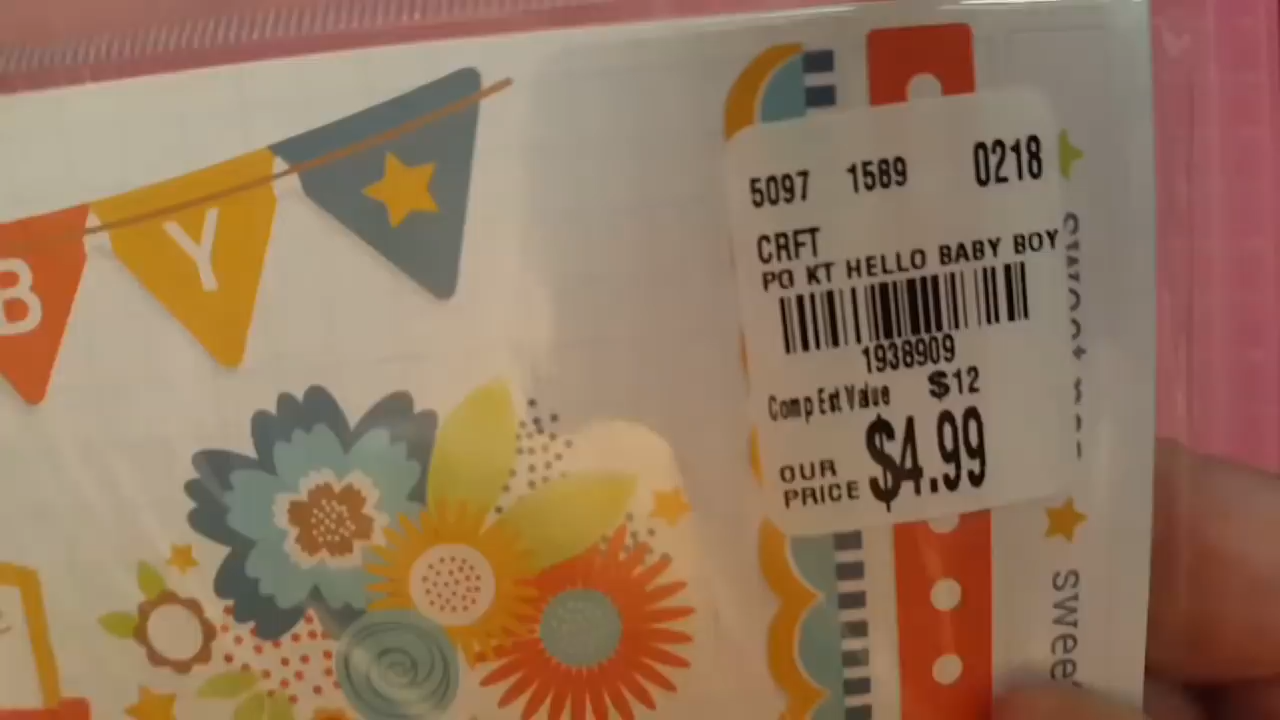 B Y
5097 1589 0218
CRFT
PO KT HELLO BABY BOY
1938909
Comp Est Value $12
OUR PRICE $4.99
swee